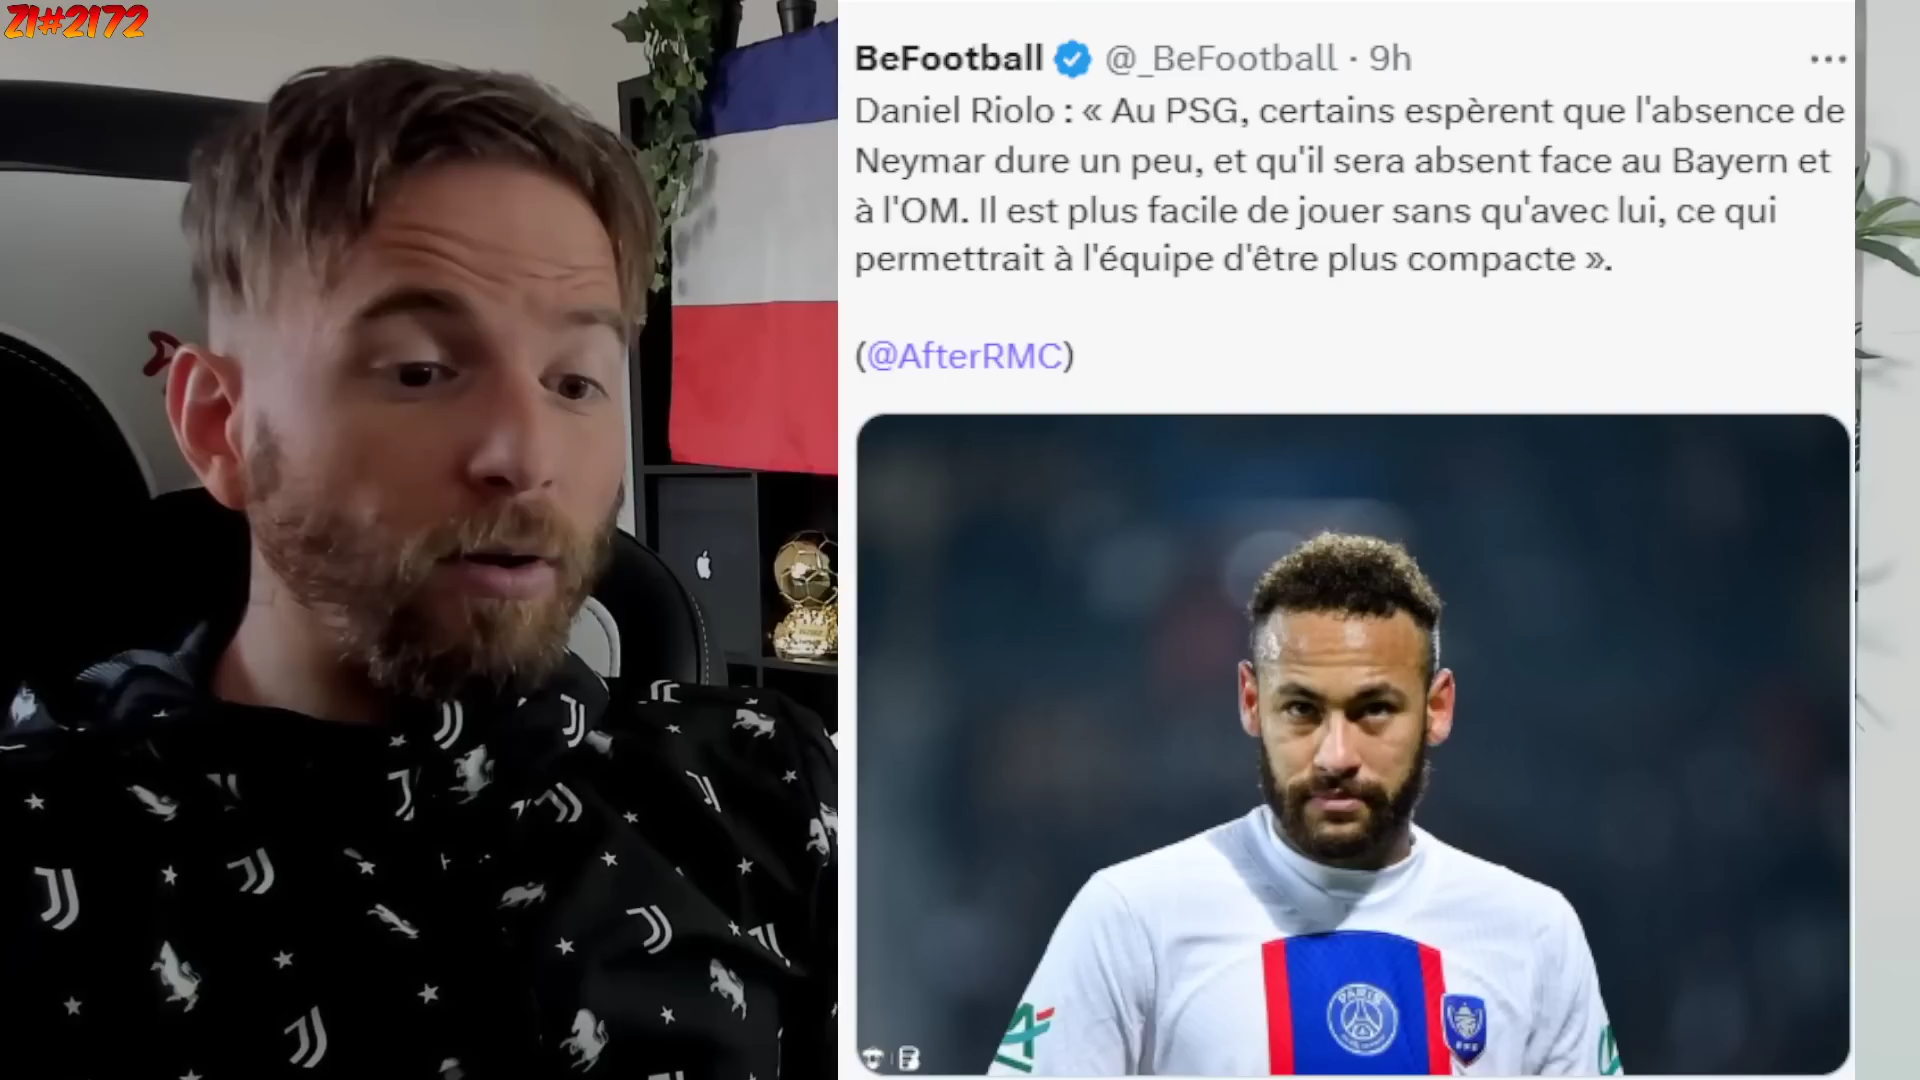 ZI#2172
BeFootball @_BeFootball · 9h
Daniel Riolo : « Au PSG, certains espèrent que l'absence de
Neymar dure un peu, et qu'il sera absent face au Bayern et
à l'OM. Il est plus facile de jouer sans qu'avec lui, ce qui
permettrait à l'équipe d'être plus compacte ».
(@AfterRMC)
PARIS